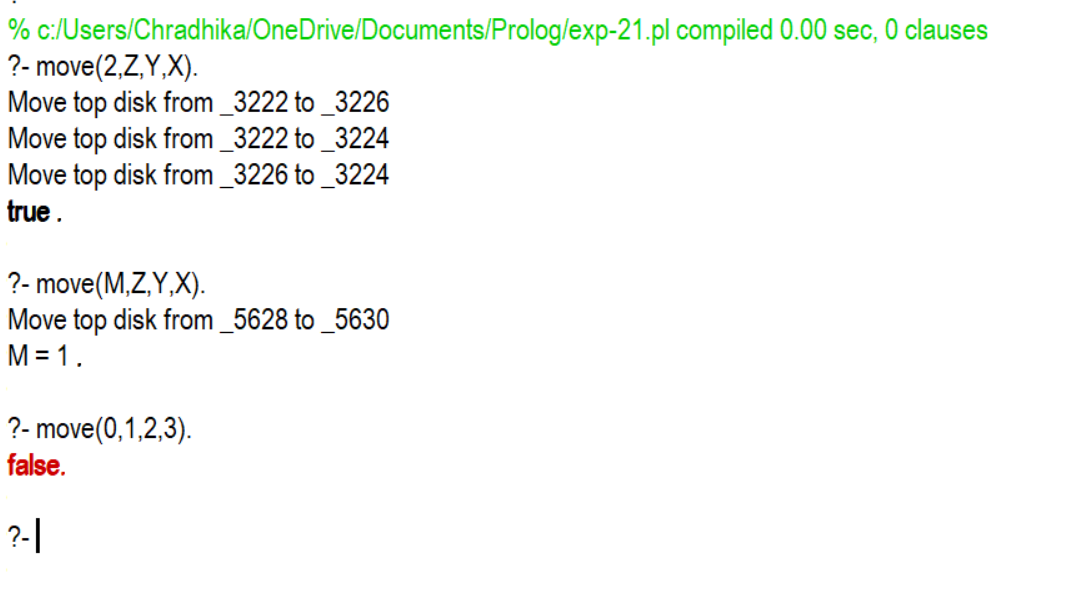 % c:/Users/Chradhika/OneDrive/Documents/Prolog/exp-21.pl compiled 0.00 sec, 0 clauses
?- move(2,Z,Y,X).
Move top disk from _3222 to _3226
Move top disk from _3222 to _3224
Move top disk from _3226 to _3224
true .
?- move(M,Z,Y,X).
Move top disk from _5628 to _5630
M = 1 .
?- move(0,1,2,3).
false.
?-